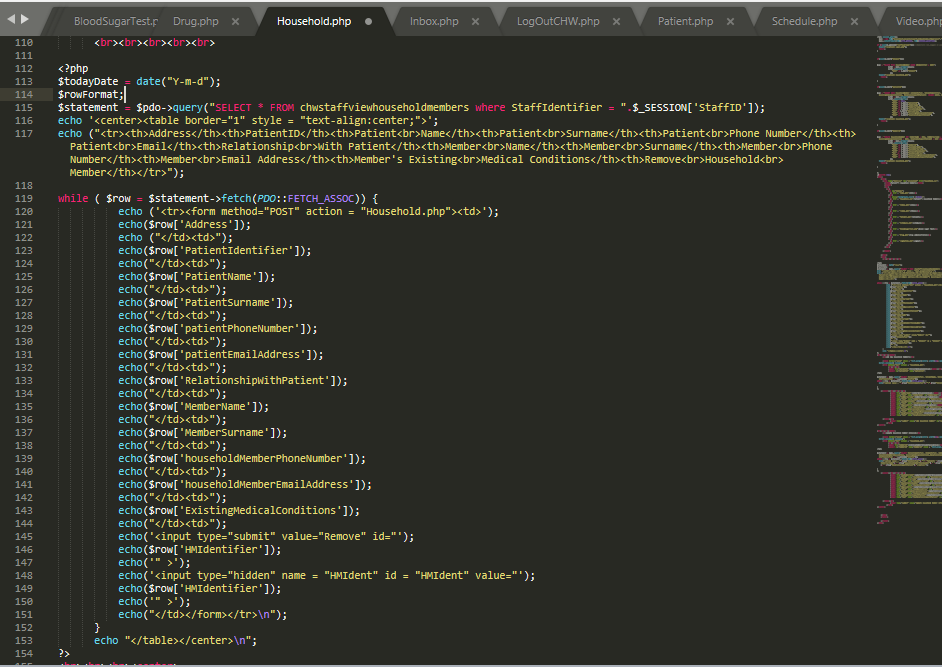 BloodSugarTest.p Drug.php Household.php Inbox.php LogOutCHW.php Patient.php Schedule.php Video.php
110 <br><br><br><br><br>
111
112 <?php
113 $todayDate = date("Y-m-d");
114 $rowFormat;
115 $statement = $pdo->query("SELECT * FROM chwstaffviewhouseholdmembers where StaffIdentifier = ".$_SESSION['StaffID']);
116 echo '<center><table border="1" style = "text-align:center;">';
117 echo ("<tr><th>Address</th><th>PatientID</th><th>Patient<br>Name</th><th>Patient<br>Surname</th><th>Patient<br>Phone Number</th><th>
Patient<br>Email</th><th>Relationship<br>With Patient</th><th>Member<br>Name</th><th>Member<br>Surname</th><th>Member<br>Phone
Number</th><th>Member<br>Email Address</th><th>Member's Existing<br>Medical Conditions</th><th>Remove<br>Household<br>
Member</th></tr>");
118
119 while ( $row = $statement->fetch(PDO::FETCH_ASSOC)) {
120 echo ('<tr><form method="POST" action = "Household.php"><td>');
121 echo($row['Address']);
122 echo ("</td><td>");
123 echo($row['PatientIdentifier']);
124 echo("</td><td>");
125 echo($row['PatientName']);
126 echo("</td><td>");
127 echo($row['PatientSurname']);
128 echo("</td><td>");
129 echo($row['patientPhoneNumber']);
130 echo("</td><td>");
131 echo($row['patientEmailAddress']);
132 echo("</td><td>");
133 echo($row['RelationshipWithPatient']);
134 echo("</td><td>");
135 echo($row['MemberName']);
136 echo("</td><td>");
137 echo($row['MemberSurname']);
138 echo("</td><td>");
139 echo($row['householdMemberPhoneNumber']);
140 echo("</td><td>");
141 echo($row['householdMemberEmailAddress']);
142 echo("</td><td>");
143 echo($row['ExistingMedicalConditions']);
144 echo("</td><td>");
145 echo('<input type="submit" value="Remove" id="');
146 echo($row['HMIdentifier']);
147 echo('" >');
148 echo('<input type="hidden" name = "HMIdent" id = "HMIdent" value="');
149 echo($row['HMIdentifier']);
150 echo('" >');
151 echo("</td></form></tr>\n");
152 }
153 echo "</table></center>\n";
154 ?>